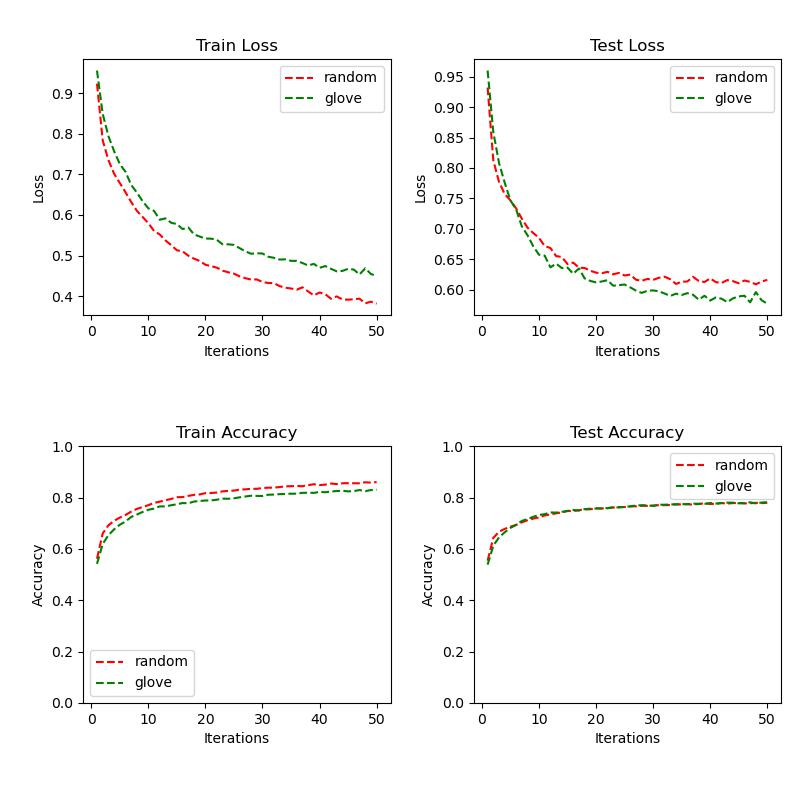 Train Loss
Loss
0.9
0.8
0.7
0.6
0.5
0.4
random
glove
0 10 20 30 40 50
Iterations
Test Loss
Loss
0.95
0.90
0.85
0.80
0.75
0.70
0.65
0.60
random
glove
0 10 20 30 40 50
Iterations
Train Accuracy
Accuracy
1.0
0.8
0.6
0.4
0.2
0.0
random
glove
0 10 20 30 40 50
Iterations
Test Accuracy
Accuracy
1.0
0.8
0.6
0.4
0.2
0.0
random
glove
0 10 20 30 40 50
Iterations